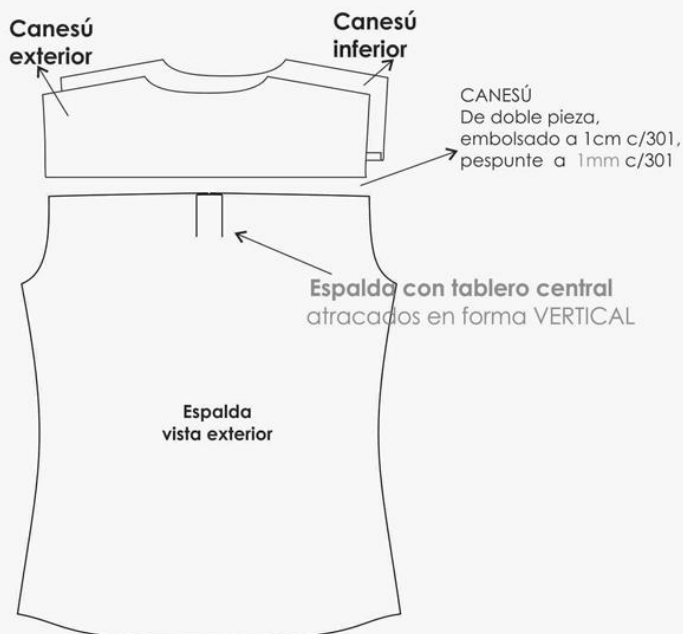 Canesú
exterior
Canesú
inferior
CANESÚ
De doble pieza,
embolsado a 1cm c/301,
pespunte a 1mm c/301
Espalda con tablero central
atracados en forma VERTICAL
Espalda
vista exterior